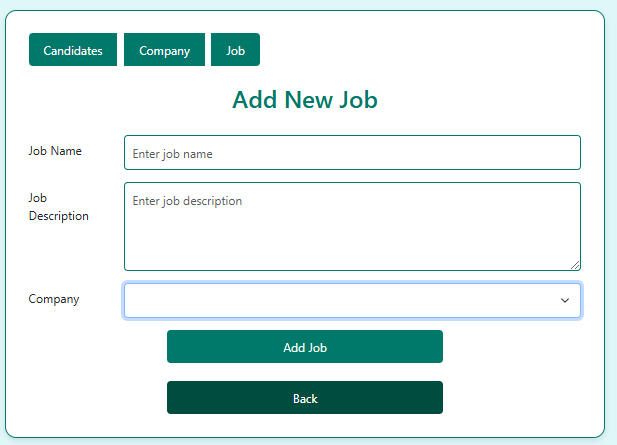 Candidates Company Job
Add New Job
Job Name
Enter job name
Job
Description
Enter job description
Company
Add Job
Back